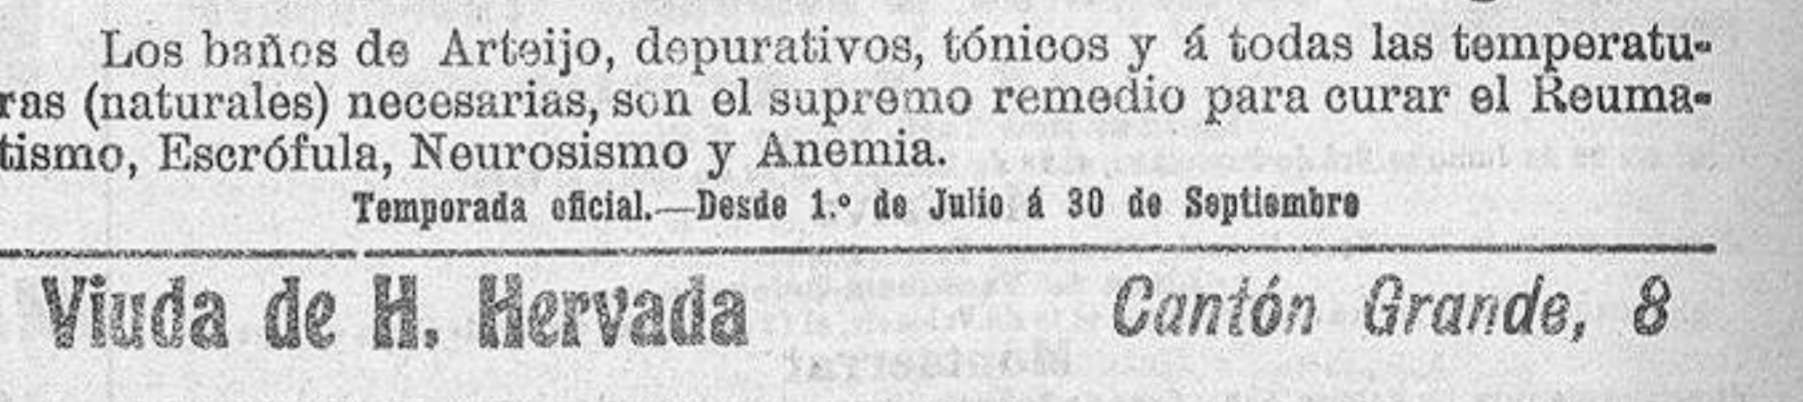 Los baños de Arteijo, depurativos, tónicos y á todas las temperatu-
ras (naturales) necesarias, son el supremo remedio para curar el Reuma-
tismo, Escrófula, Neurosismo y Anemia.
Temporada oficial.—Desde 1.º de Julio á 30 de Septiembre
Viuda de H. Hervada Cantón Grande, 8